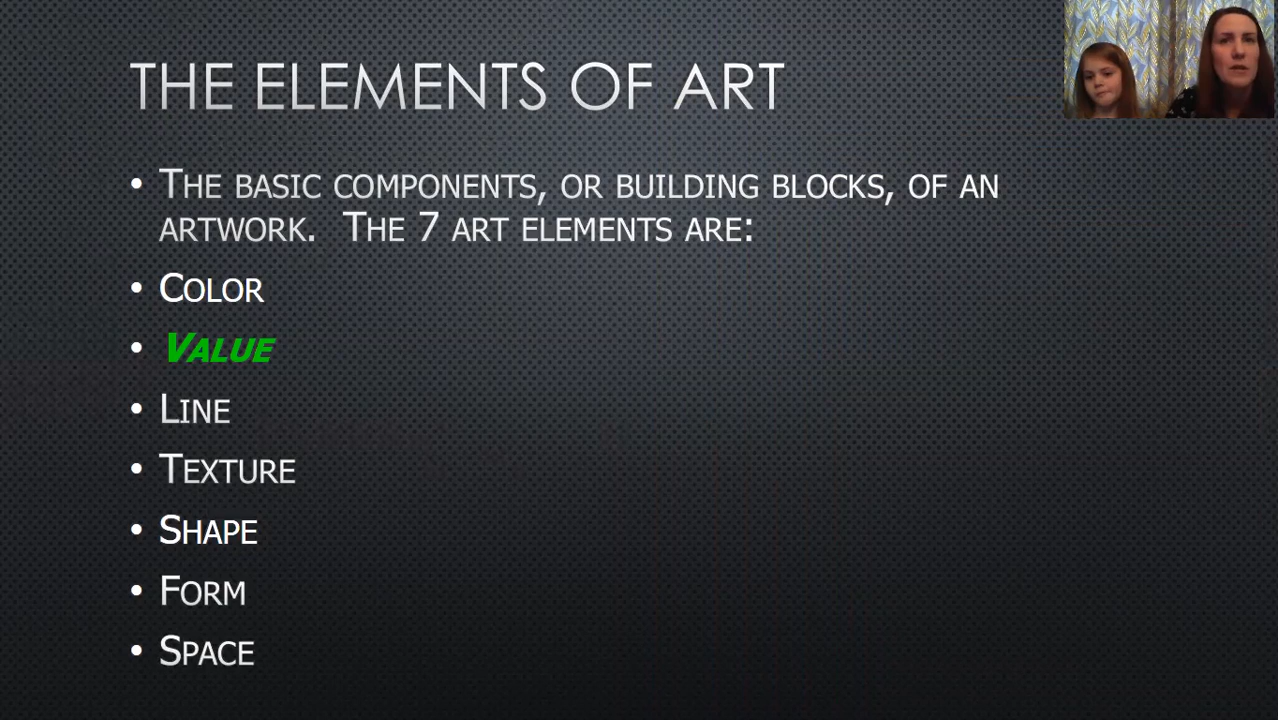 THE ELEMENTS OF ART
• THE BASIC COMPONENTS, OR BUILDING BLOCKS, OF AN
ARTWORK. THE 7 ART ELEMENTS ARE:
• COLOR
• VALUE
• LINE
• TEXTURE
• SHAPE
• FORM
• SPACE